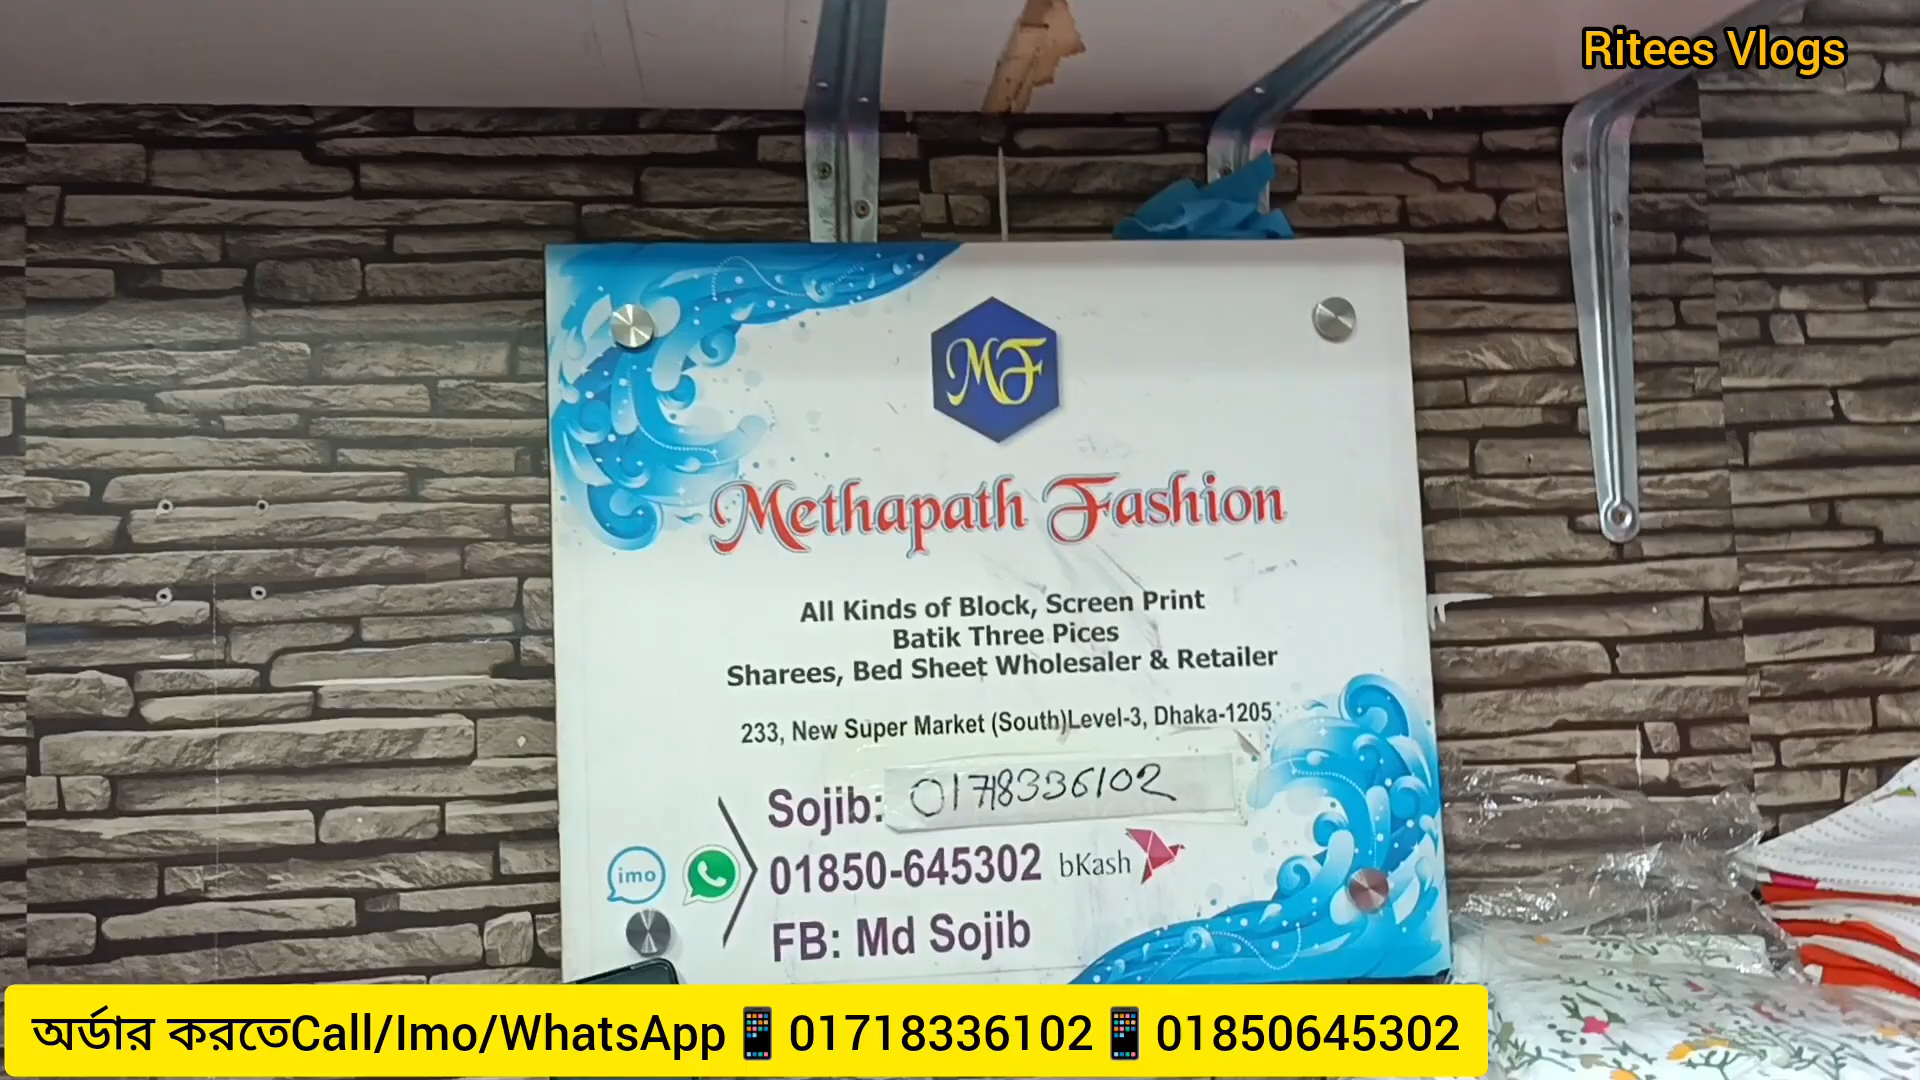 Ritees Vlogs
MF
Methapath Fashion
All Kinds of Block, Screen Print
Batik Three Pices
Sharees, Bed Sheet Wholesaler & Retailer
233, New Super Market (South)Level-3, Dhaka-1205
Sojib: 01718336102
imo 01850-645302 bKash
FB: Md Sojib
অর্ডার করতেCall/Imo/WhatsApp📱01718336102📱01850645302